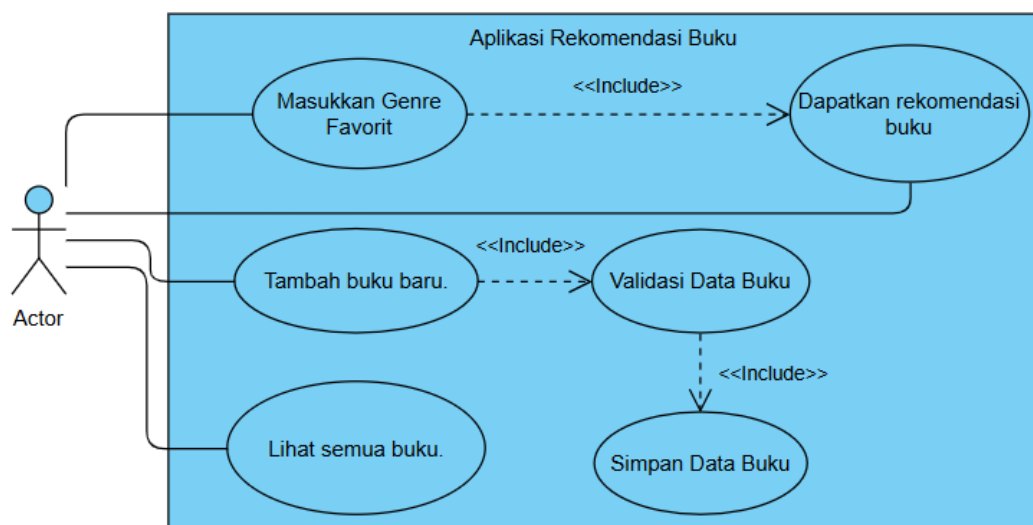 Aplikasi Rekomendasi Buku
Masukkan Genre
Favorit
<<Include>>
Dapatkan rekomendasi
buku
Actor
Tambah buku baru.
<<Include>>
Validasi Data Buku
<<Include>>
Lihat semua buku.
Simpan Data Buku